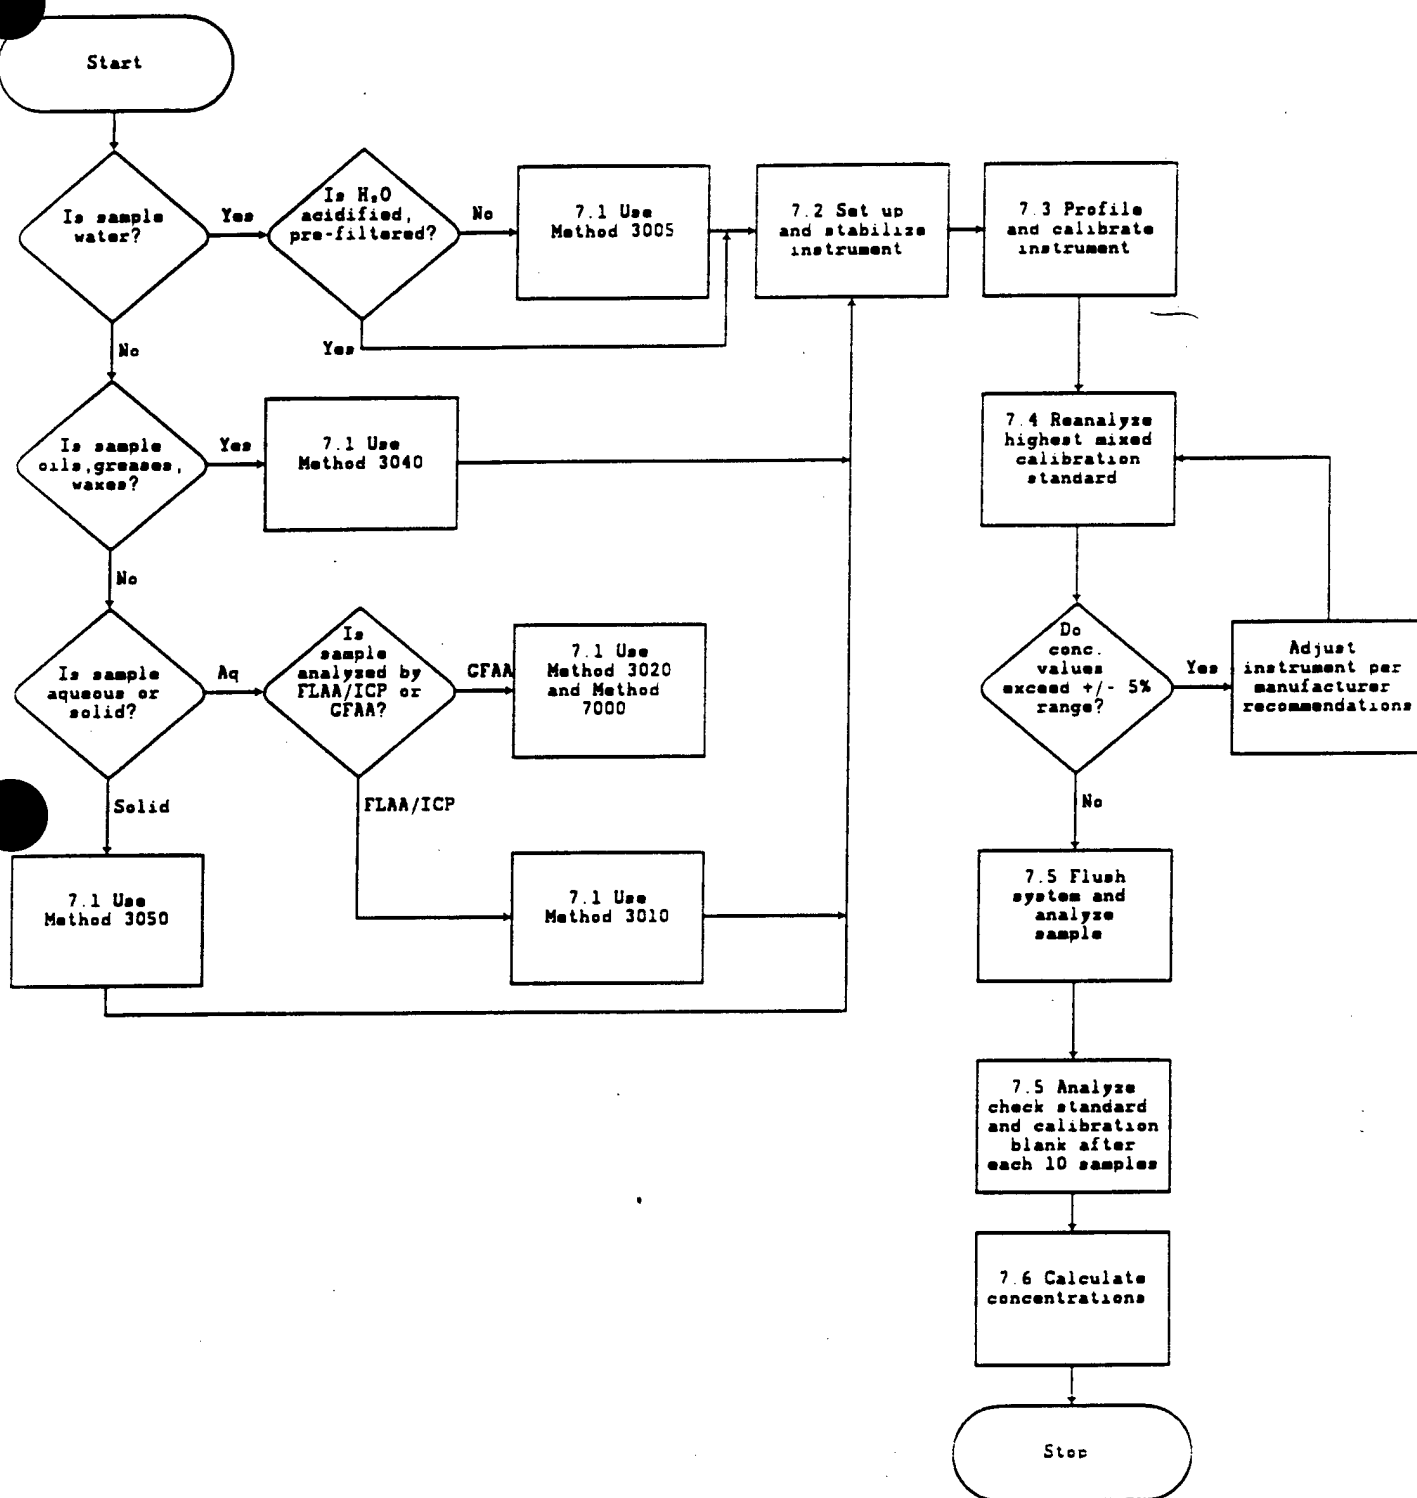 Start
Is sample
water?
Yes
Is H₂O
acidified,
pre-filtered?
No
7.1 Use
Method 3005
7.2 Set up
and stabilize
instrument
7.3 Profile
and calibrate
instrument
Yes
No
Is sample
oils,greases,
waxes?
Yes
7.1 Use
Method 3040
7.4 Reanalyze
highest mixed
calibration
standard
No
Is sample
aqueous or
solid?
Aq
Is
sample
analyzed by
FLAA/ICP or
GFAA?
GFAA
7.1 Use
Method 3020
and Method
7000
Do
conc.
values
exceed +/- 5%
range?
Yes
Adjust
instrument per
manufacturer
recommendations
Solid
FLAA/ICP
No
7.1 Use
Method 3050
7.1 Use
Method 3010
7.5 Flush
system and
analyze
sample
7.5 Analyze
check standard
and calibration
blank after
each 10 samples
7.6 Calculate
concentrations
Stop